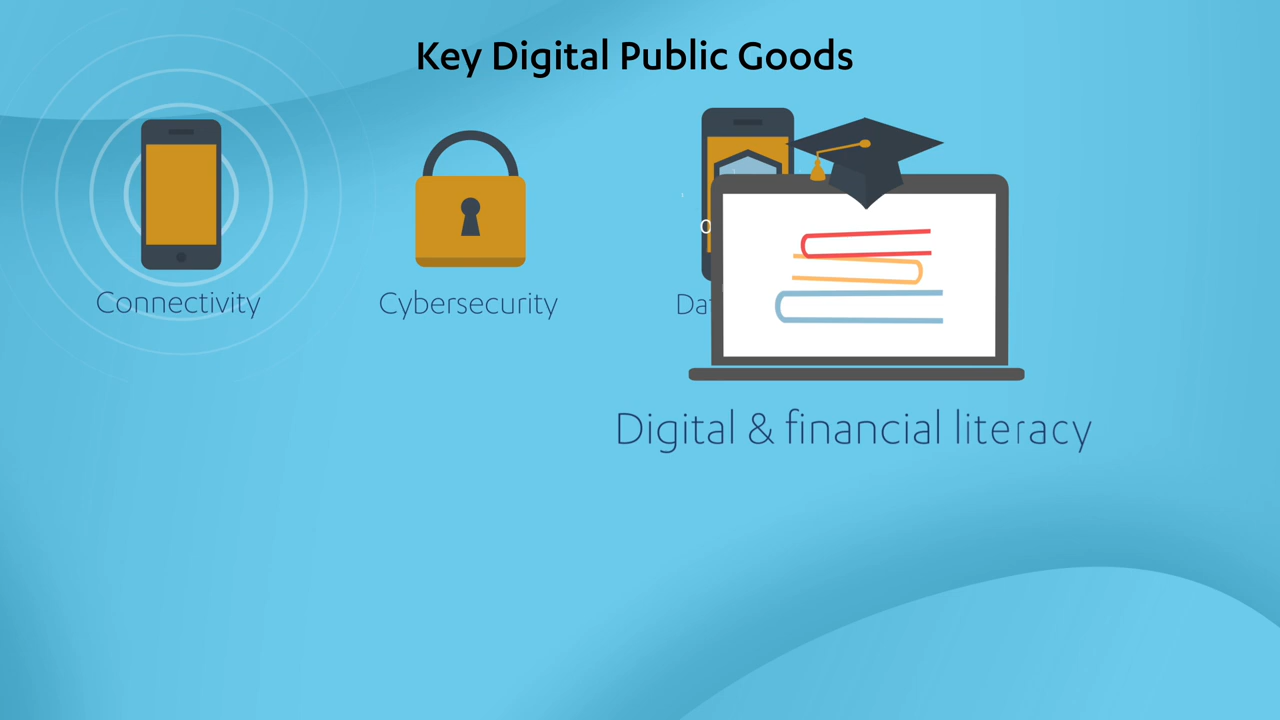 Key Digital Public Goods
Connectivity
Cybersecurity
Digital & financial literacy